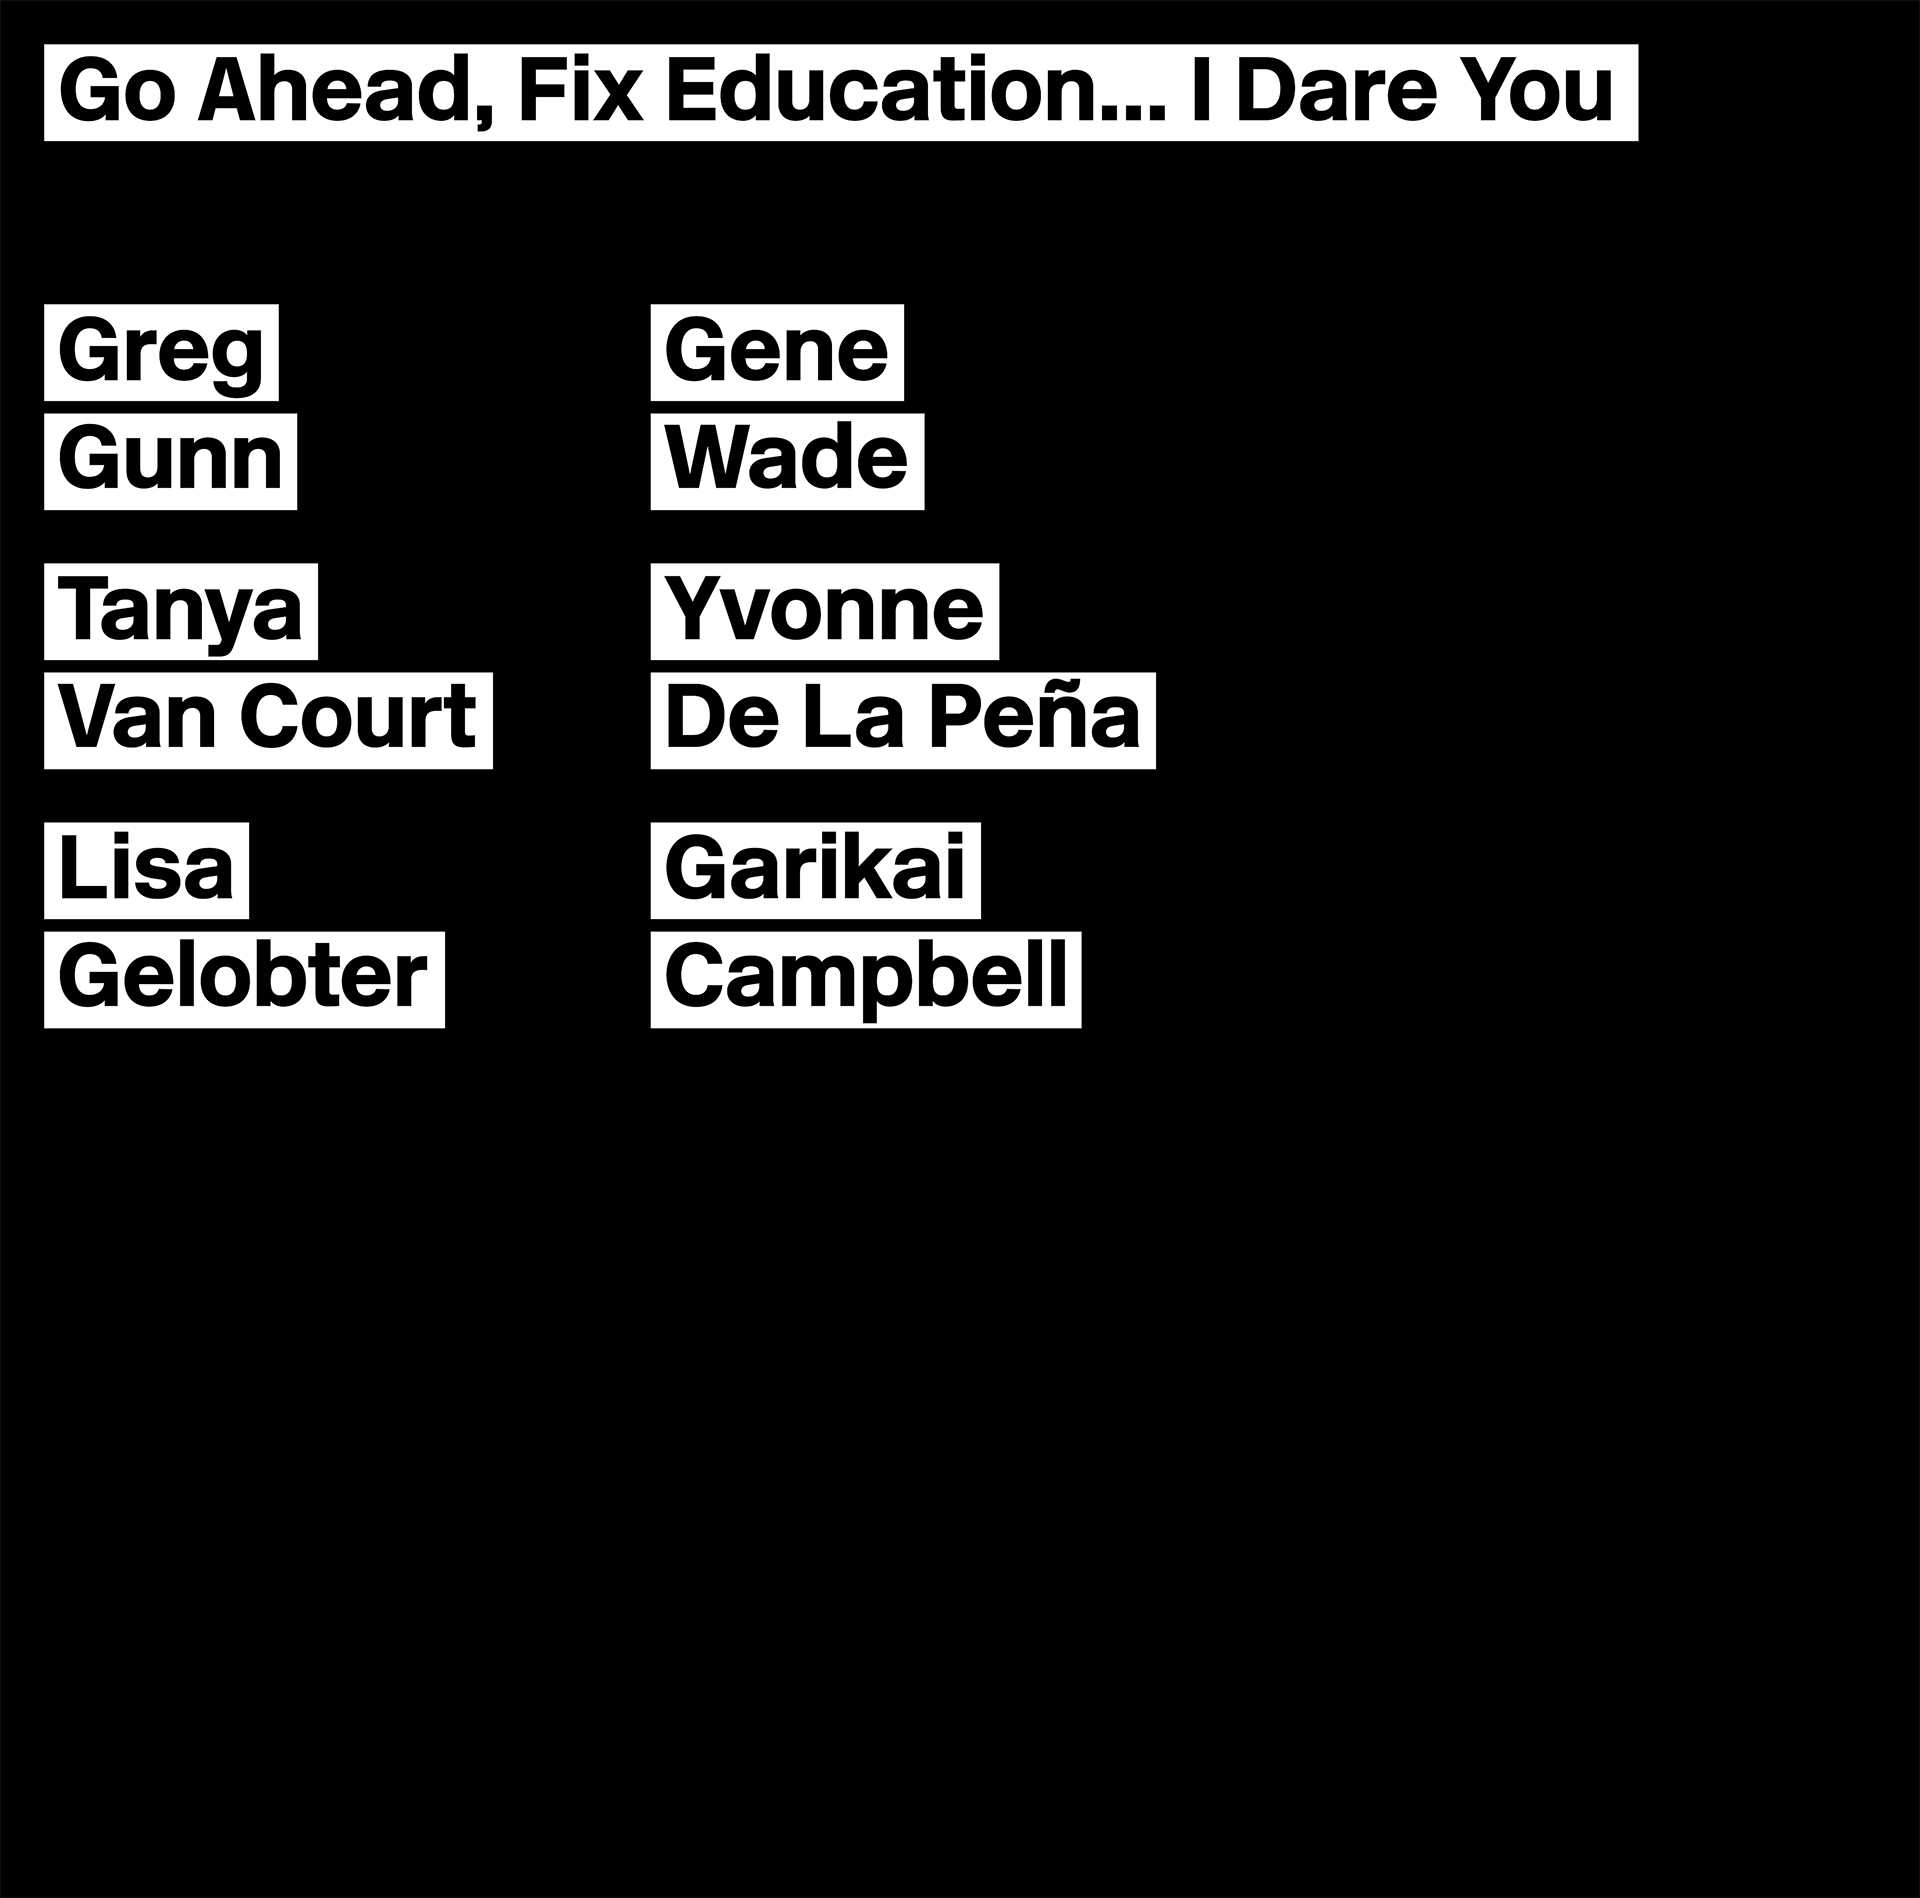 Go Ahead, Fix Education... I Dare You
Greg
Gunn
Gene
Wade
Tanya
Van Court
Yvonne
De La Peña
Lisa
Gelobter
Garikai
Campbell